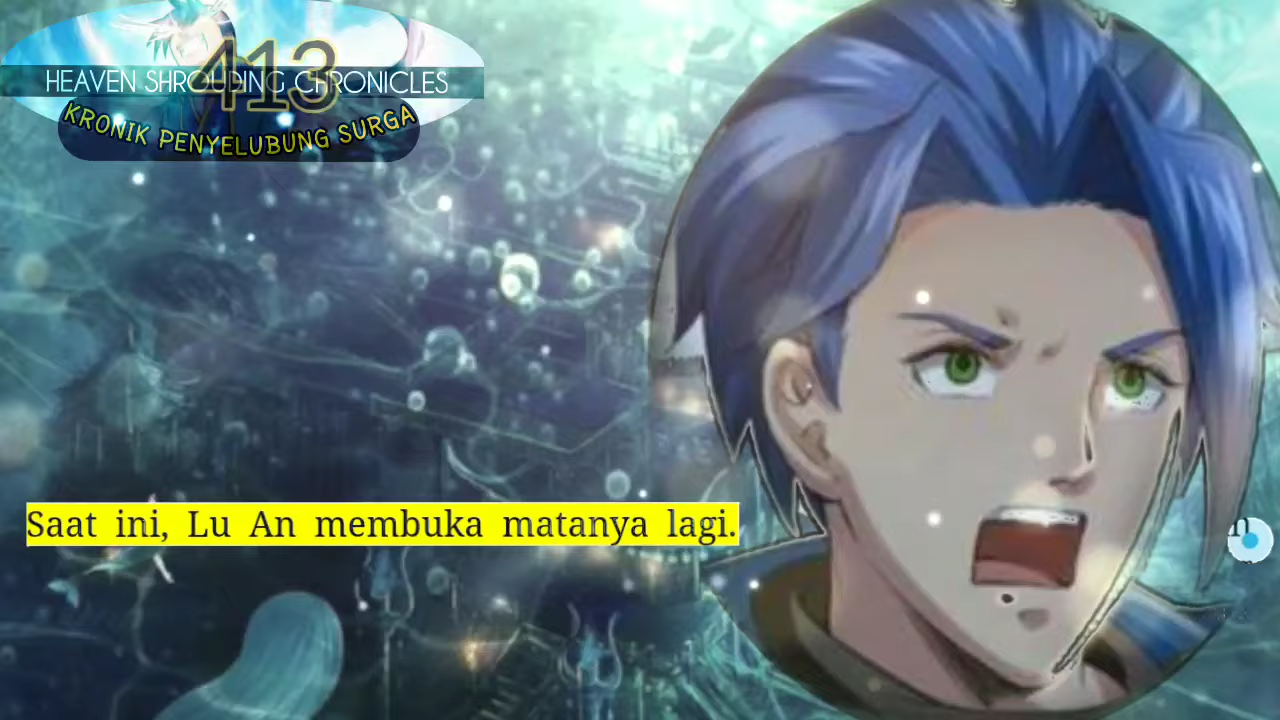 413
HEAVEN SHROUDING CHRONICLES
KRONIK PENYELUBUNG SURGA
Saat ini, Lu An membuka matanya lagi.